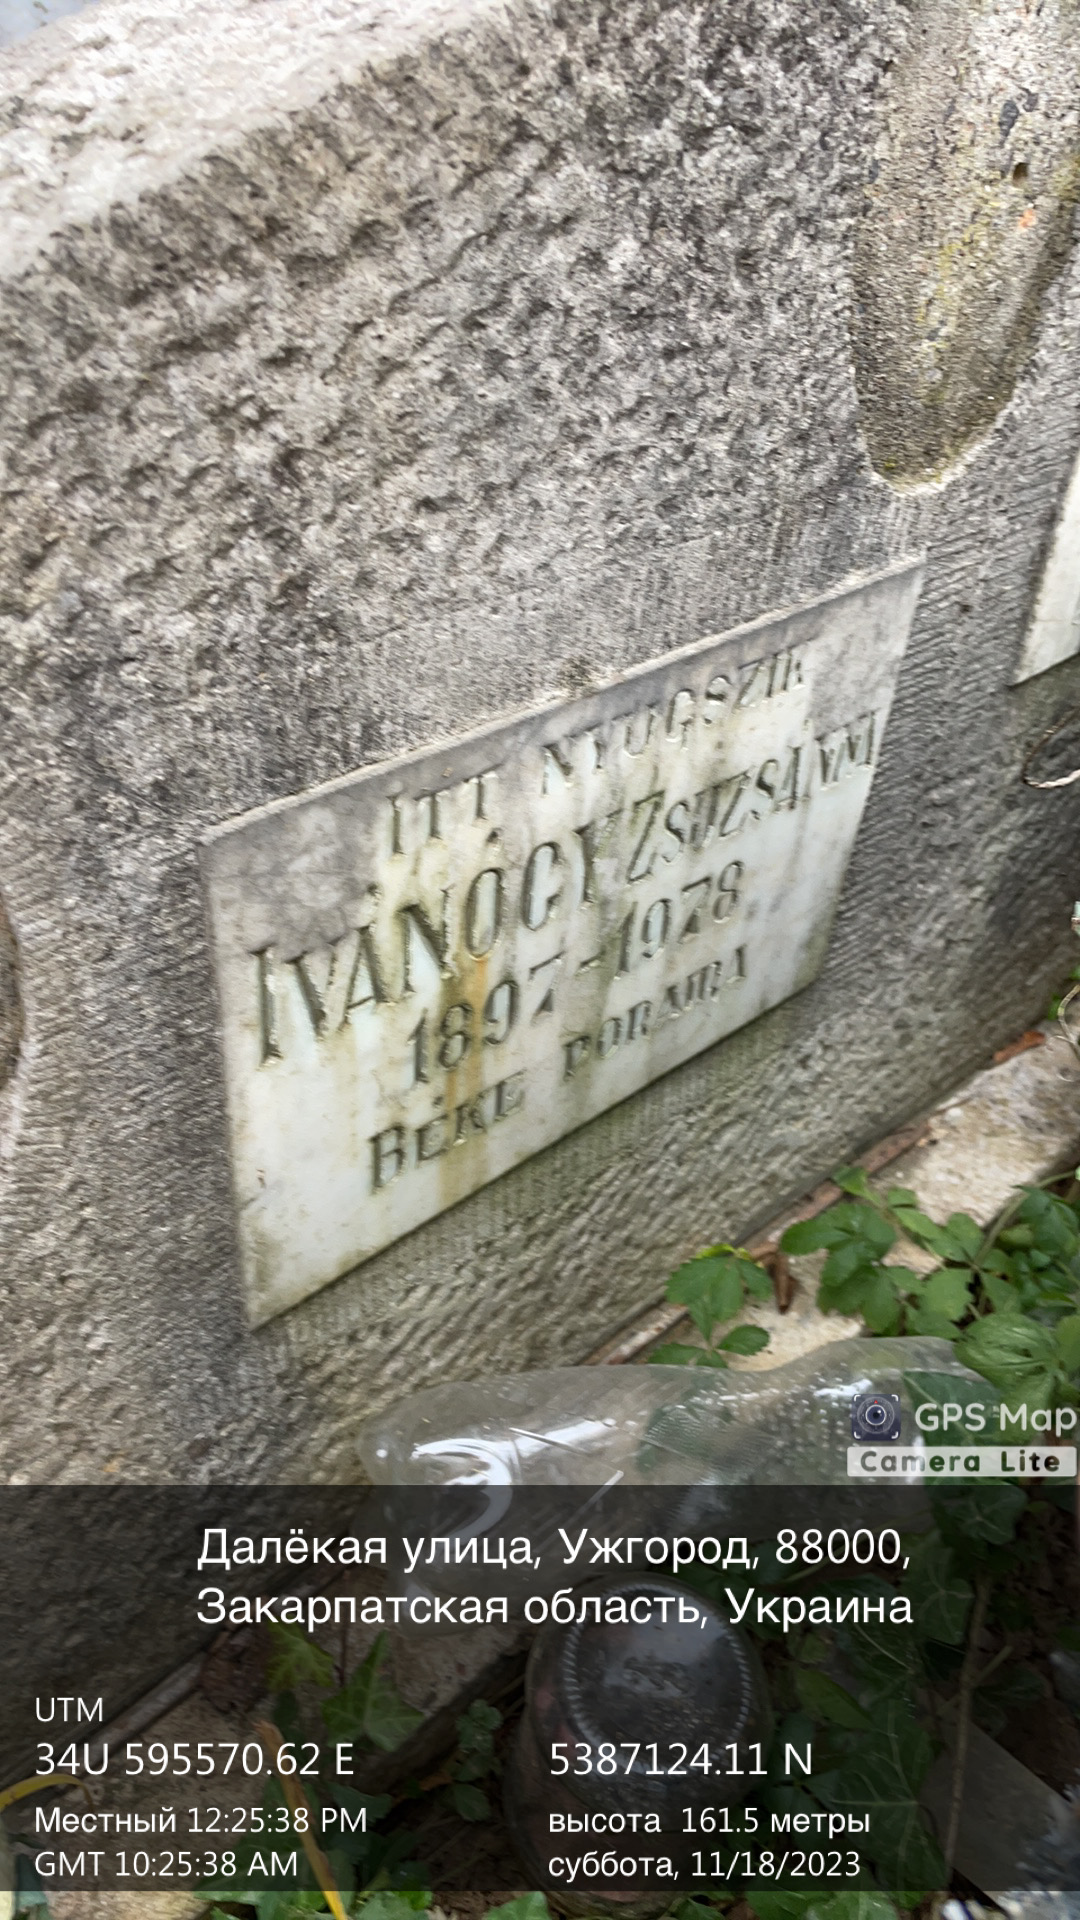 ITT NYUGSZIK
IVÁNÓCY ZSUZSÁNNA
1897-1978
BÉKE PORAIRA
GPS Map
Camera Lite
Далёкая улица, Ужгород, 88000,
Закарпатская область, Украина
UTM
34U 595570.62 E
5387124.11 N
Местный 12:25:38 PM
высота 161.5 метры
GMT 10:25:38 AM
суббота, 11/18/2023